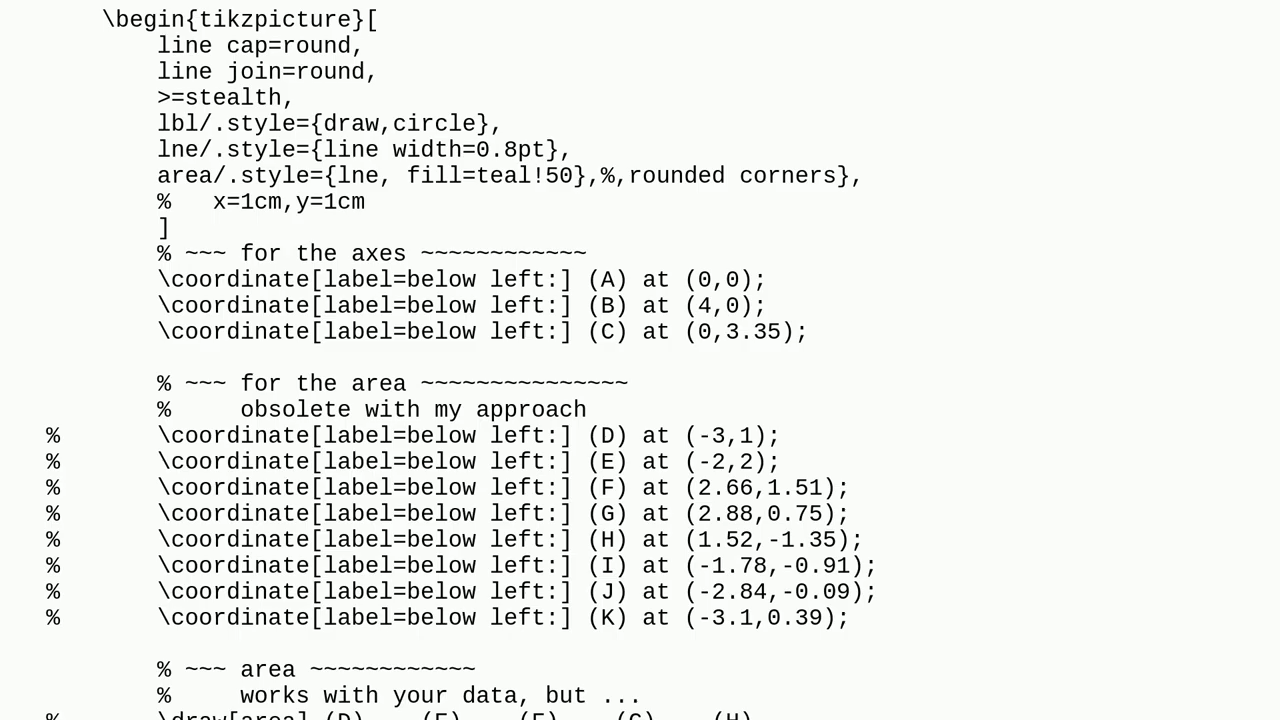 \begin{tikzpicture}[
line cap=round,
line join=round,
>=stealth,
lbl/.style={draw,circle},
lne/.style={line width=0.8pt},
area/.style={lne, fill=teal!50},%,rounded corners},
%   x=1cm,y=1cm
]
% ~~~ for the axes ~~~~~~~~~~~~
\coordinate[label=below left:] (A) at (0,0);
\coordinate[label=below left:] (B) at (4,0);
\coordinate[label=below left:] (C) at (0,3.35);
% ~~~ for the area ~~~~~~~~~~~~~~~
%     obsolete with my approach
%       \coordinate[label=below left:] (D) at (-3,1);
%       \coordinate[label=below left:] (E) at (-2,2);
%       \coordinate[label=below left:] (F) at (2.66,1.51);
%       \coordinate[label=below left:] (G) at (2.88,0.75);
%       \coordinate[label=below left:] (H) at (1.52,-1.35);
%       \coordinate[label=below left:] (I) at (-1.78,-0.91);
%       \coordinate[label=below left:] (J) at (-2.84,-0.09);
%       \coordinate[label=below left:] (K) at (-3.1,0.39);
% ~~~ area ~~~~~~~~~~~~
%     works with your data, but ...
%       \draw[area] (D)